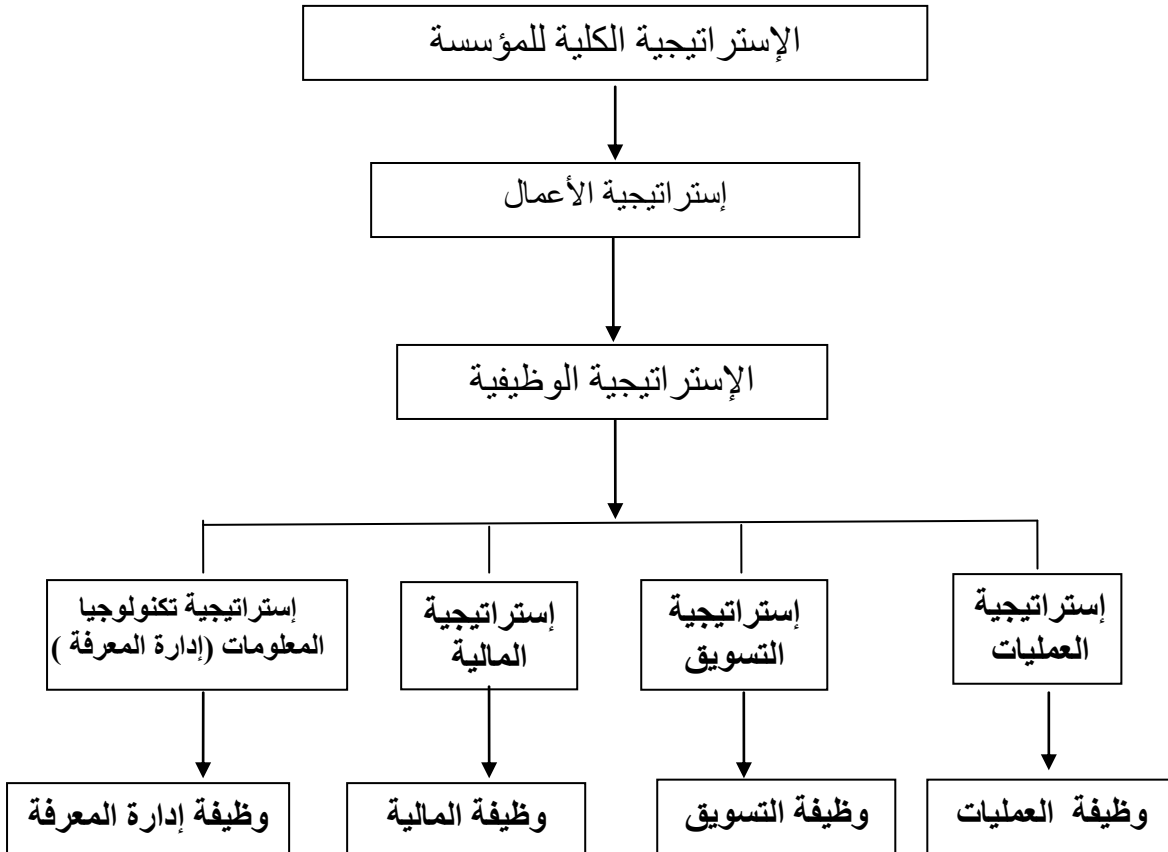 الإستراتيجية الكلية للمؤسسة
إستراتيجية الأعمال
الإستراتيجية الوظيفية
إستراتيجية
العمليات
إستراتيجية
التسويق
إستراتيجية
المالية
إستراتيجية تكنولوجيا
المعلومات (إدارة المعرفة )
وظيفة العمليات
وظيفة التسويق
وظيفة المالية
وظيفة إدارة المعرفة